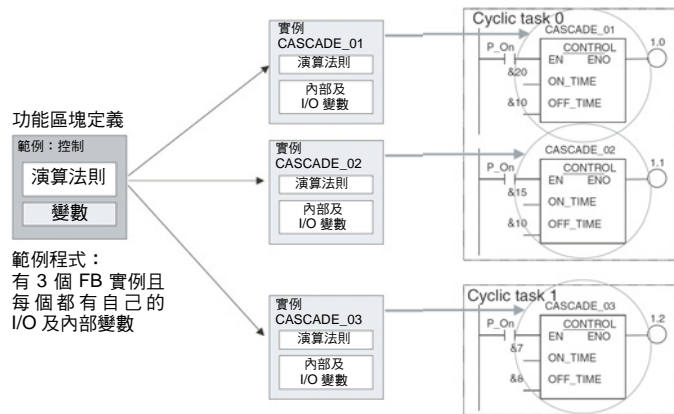 功能區塊定義
範例：控制
演算法則
變數
範例程式：
有 3 個 FB 實例且
每個都有自己的
I/O 及內部變數
實例
CASCADE_01
演算法則
內部及
I/O 變數
實例
CASCADE_02
演算法則
內部及
I/O 變數
實例
CASCADE_03
演算法則
內部及
I/O 變數
Cyclic task 0
CASCADE_01
P_On
CONTROL
EN ENO
1.0
&20
ON_TIME
&10
OFF_TIME
CASCADE_02
P_On
CONTROL
EN ENO
1.1
&15
ON_TIME
&10
OFF_TIME
Cyclic task 1
CASCADE_03
P_On
CONTROL
EN ENO
1.2
&7
ON_TIME
&8
OFF_TIME